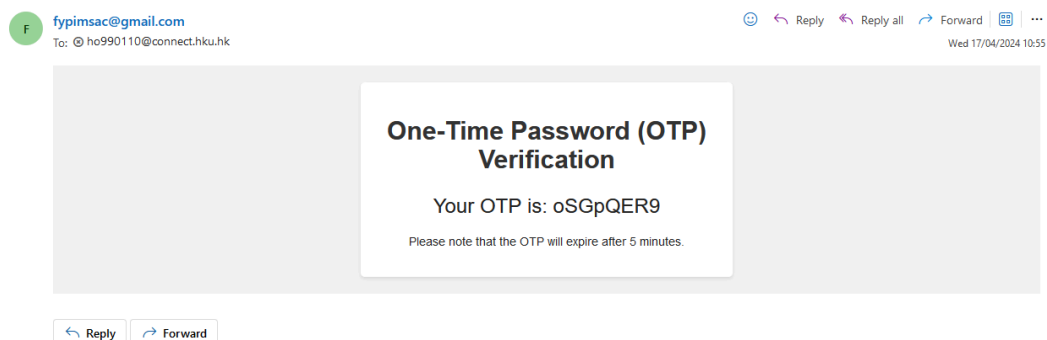 F
fypimsac@gmail.com
Reply
Reply all
Forward
To: ho990110@connect.hku.hk
Wed 17/04/2024 10:55
One-Time Password (OTP)
Verification
Your OTP is: oSGpQER9
Please note that the OTP will expire after 5 minutes.
Reply
Forward